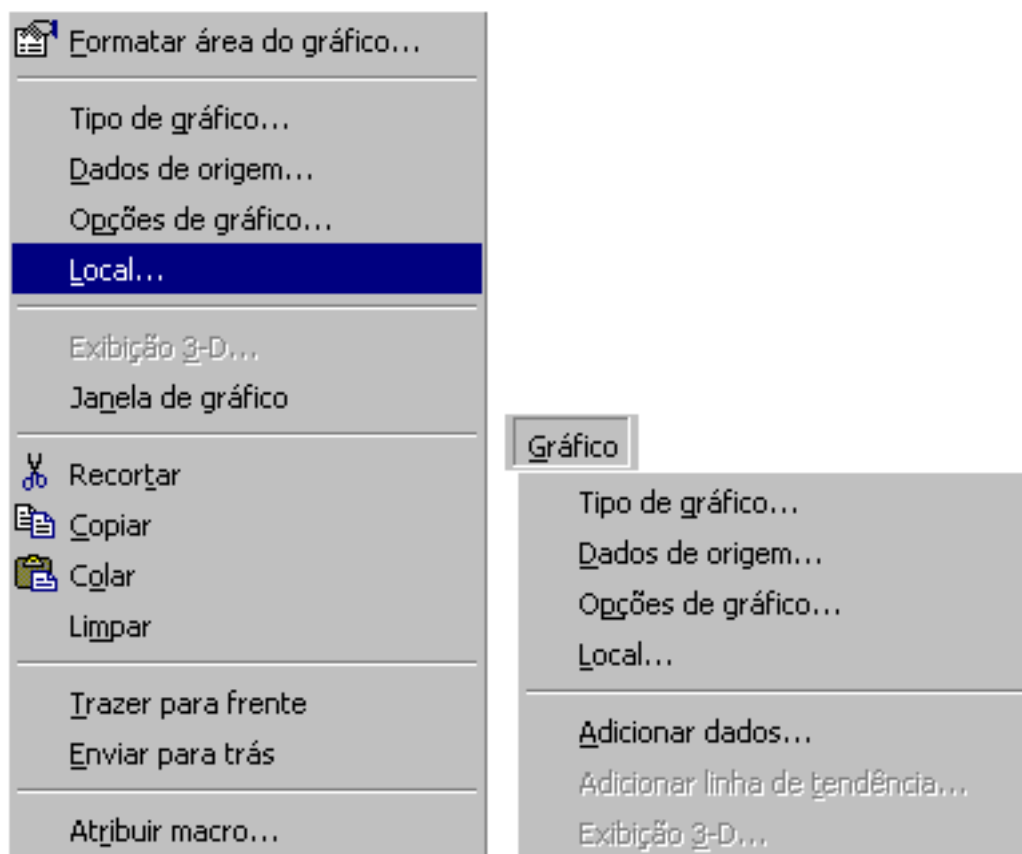 Formatar área do gráfico...
Tipo de gráfico...
Dados de origem...
Opções de gráfico...
Local...
Exibição 3-D...
Janela de gráfico
Recortar
Copiar
Colar
Limpar
Trazer para frente
Enviar para trás
Atribuir macro...
Gráfico
Tipo de gráfico...
Dados de origem...
Opções de gráfico...
Local...
Adicionar dados...
Adicionar linha de tendência...
Exibição 3-D...